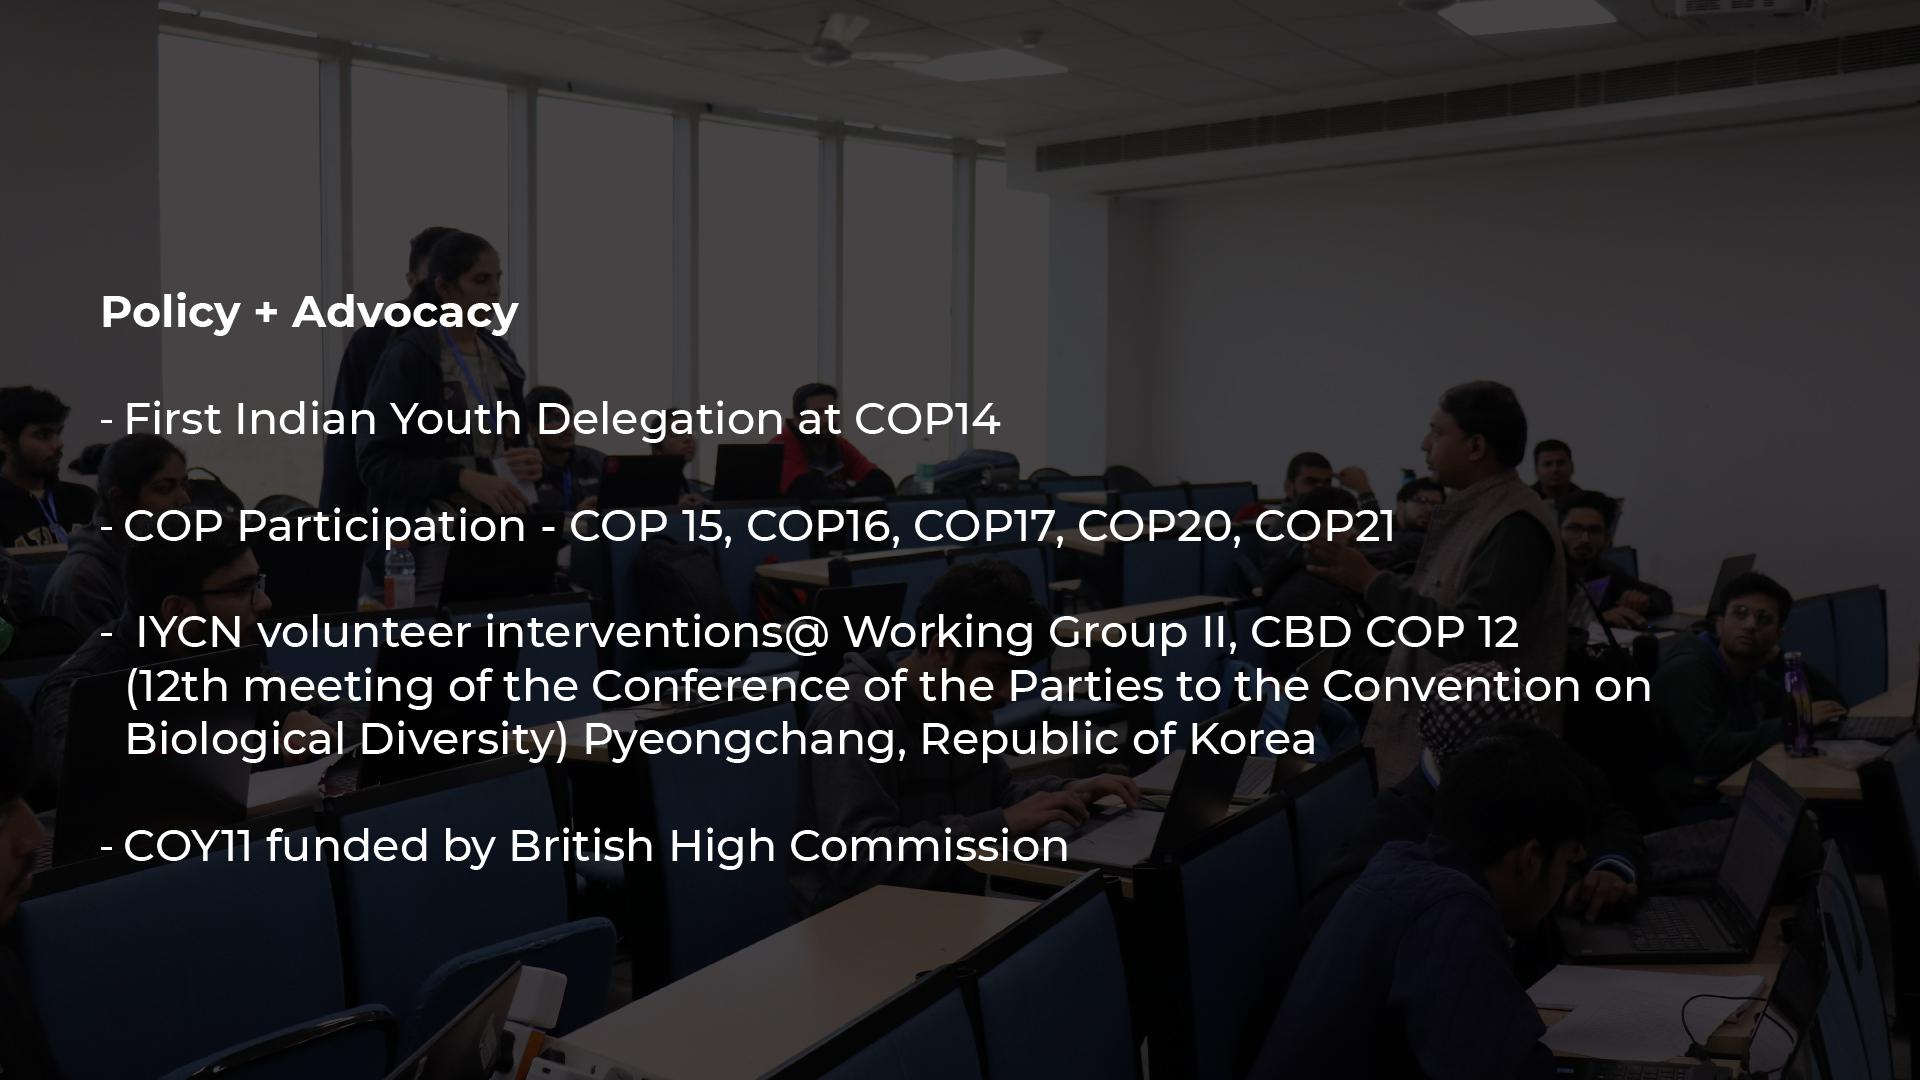 Policy + Advocacy
- First Indian Youth Delegation at COP14
- COP Participation - COP 15, COP16, COP17, COP20, COP21
- IYCN volunteer interventions@ Working Group II, CBD COP 12
(12th meeting of the Conference of the Parties to the Convention on
Biological Diversity) Pyeongchang, Republic of Korea
- COY11 funded by British High Commission